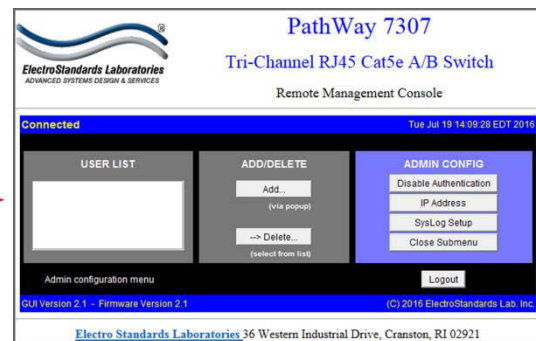 ®
ElectroStandards Laboratories
ADVANCED SYSTEMS DESIGN & SERVICES
PathWay 7307
Tri-Channel RJ45 Cat5e A/B Switch
Remote Management Console
Connected
Tue Jul 19 14:09:28 EDT 2016
USER LIST
ADD/DELETE
Add...
(via popup)
--> Delete...
(select from list)
ADMIN CONFIG
Disable Authentication
IP Address
SysLog Setup
Close Submenu
Admin configuration menu
Logout
GUI Version 2.1 - Firmware Version 2.1
(C) 2016 ElectroStandards Lab. Inc.
Electro Standards Laboratories 36 Western Industrial Drive, Cranston, RI 02921